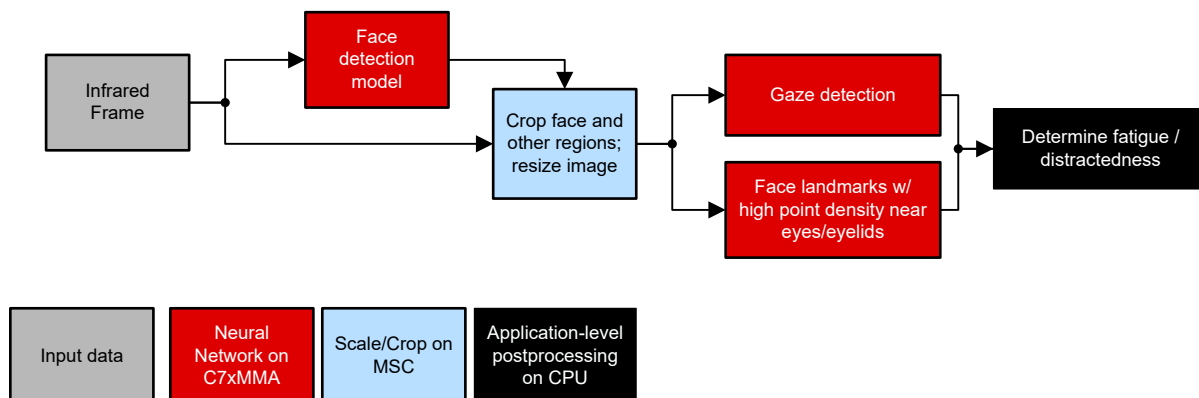 Infrared
Frame
Face
detection
model
Crop face and
other regions;
resize image
Gaze detection
Face landmarks w/
high point density near
eyes/eyelids
Determine fatigue /
distractedness
Input data
Neural
Network on
C7xMMA
Scale/Crop on
MSC
Application-level
postprocessing
on CPU